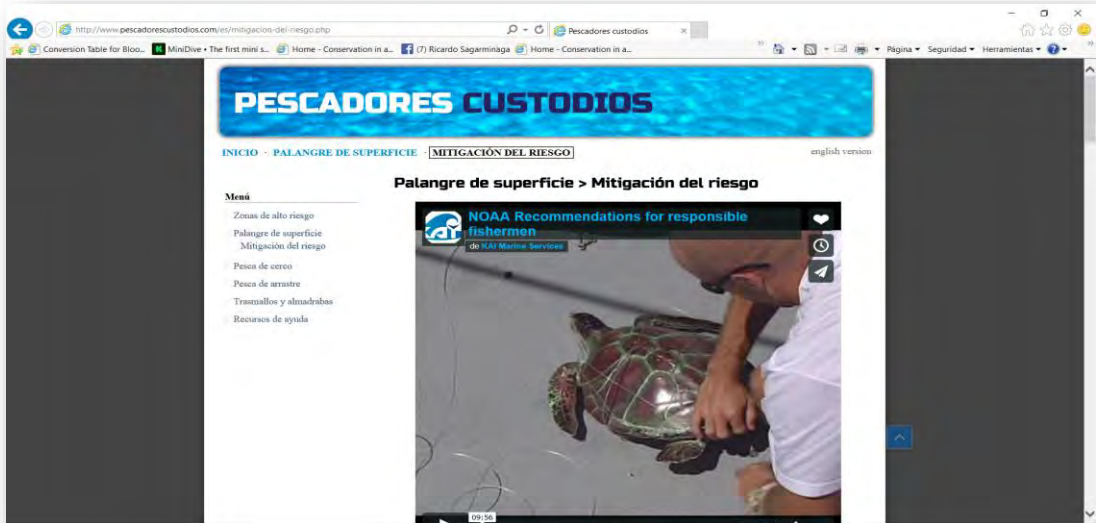 http://www.pescadorescustodios.com/es/mitigacion-del-riesgo.php
Pescadores custodios
Conversion Table for Bloo...
MiniDive • The first mini s...
Home - Conservation in a...
(7) Ricardo Sagarminaga
Home - Conservation in a...
Página
Seguridad
Herramientas
PESCADORES CUSTODIOS
INICIO - PALANGRE DE SUPERFICIE - MITIGACIÓN DEL RIESGO
english version
Palangre de superficie > Mitigación del riesgo
Menú
Zonas de alto riesgo
Palangre de superficie
Mitigación del riesgo
Pesca de cerco
Pesca de arrastre
Trasmallos y almadrabas
Recursos de ayuda
NOAA Recommendations for responsible
fishermen
de KAI Marine Services
09:56